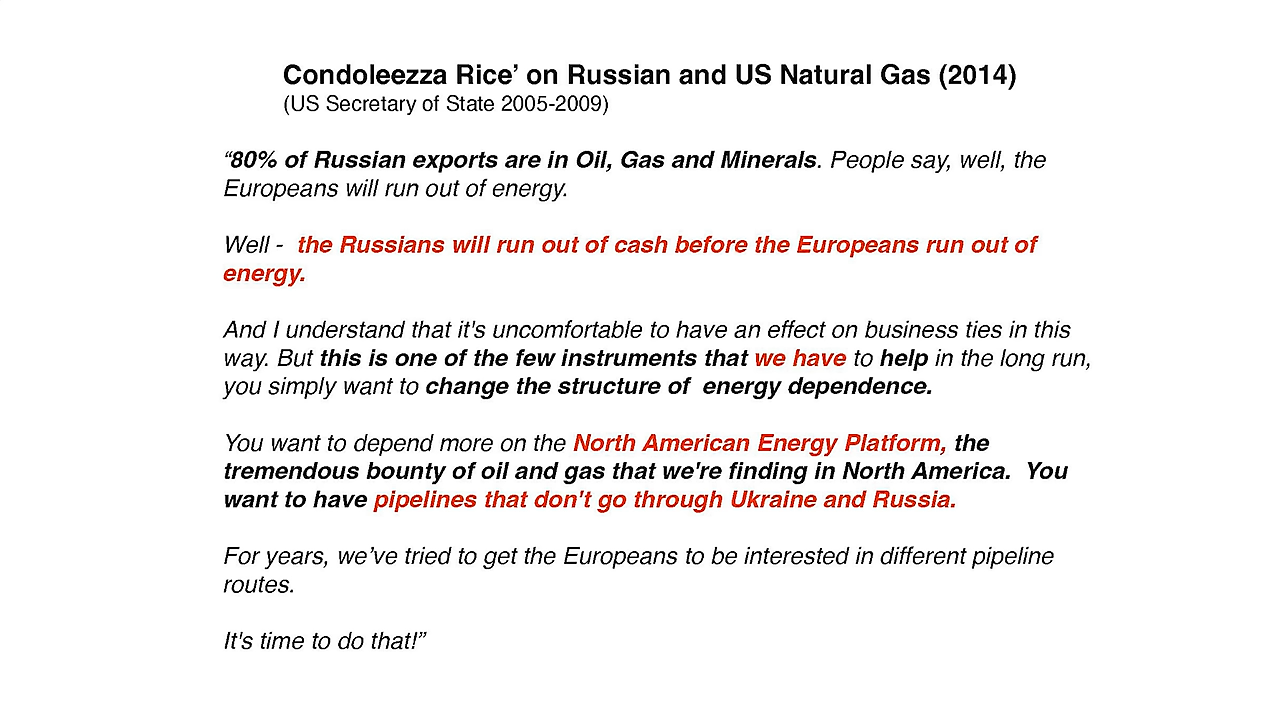 Condoleezza Rice’ on Russian and US Natural Gas (2014)
(US Secretary of State 2005-2009)
“80% of Russian exports are in Oil, Gas and Minerals. People say, well, the
Europeans will run out of energy.
Well -  the Russians will run out of cash before the Europeans run out of
energy.
And I understand that it's uncomfortable to have an effect on business ties in this
way. But this is one of the few instruments that we have to help in the long run,
you simply want to change the structure of  energy dependence.
You want to depend more on the North American Energy Platform, the
tremendous bounty of oil and gas that we're finding in North America.  You
want to have pipelines that don't go through Ukraine and Russia.
For years, we’ve tried to get the Europeans to be interested in different pipeline
routes.
It's time to do that!”